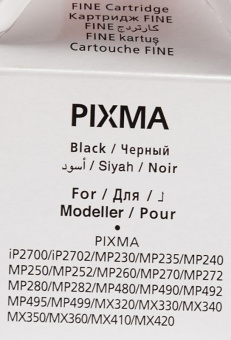 FINE Cartridge
Картридж FINE
كارتردج FINE
FINE kartuş
Cartouche FINE
PIXMA
Black / Черный
أسود / Siyah / Noir
For / Для / لـ
Modeller / Pour
•
PIXMA
iP2700/iP2702/MP230/MP235/MP240
MP250/MP252/MP260/MP270/MP272
MP280/MP282/MP480/MP490/MP492
MP495/MP499/MX320/MX330/MX340
MX350/MX360/MX410/MX420